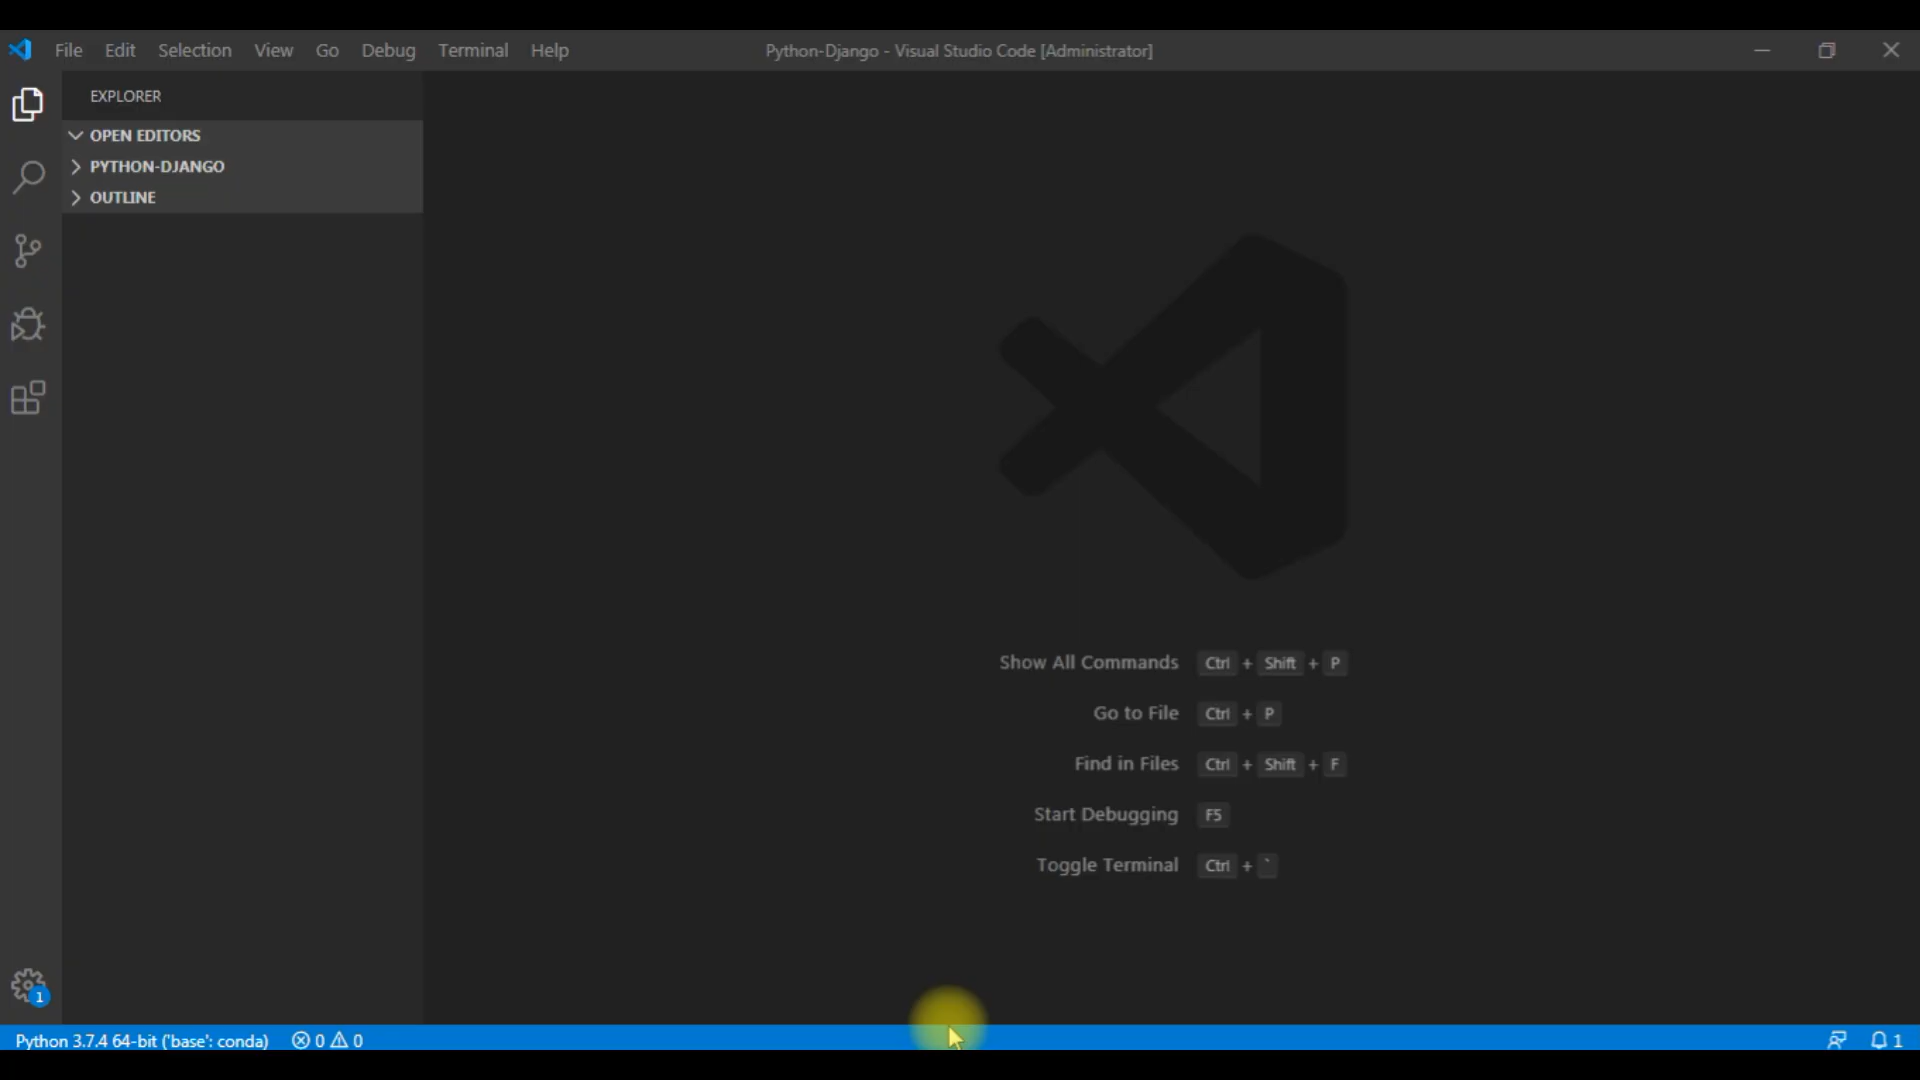 File Edit Selection View Go Debug Terminal Help
Python-Django - Visual Studio Code [Administrator]
EXPLORER
OPEN EDITORS
PYTHON-DJANGO
OUTLINE
Show All Commands Ctrl + Shift + P
Go to File Ctrl + P
Find in Files Ctrl + Shift + F
Start Debugging F5
Toggle Terminal Ctrl + `
1
Python 3.7.4 64-bit ('base': conda) 0 0 1